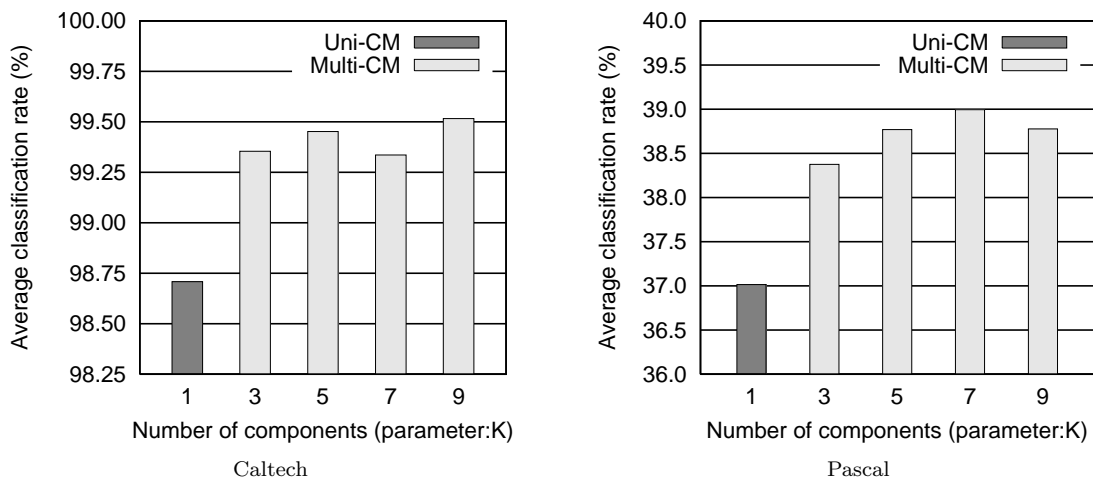 Average classification rate (%)
100.00
99.75
99.50
99.25
99.00
98.75
98.50
98.25
Uni-CM
Multi-CM
1 3 5 7 9
Number of components (parameter:K)
Caltech
Average classification rate (%)
40.0
39.5
39.0
38.5
38.0
37.5
37.0
36.5
36.0
Uni-CM
Multi-CM
1 3 5 7 9
Number of components (parameter:K)
Pascal